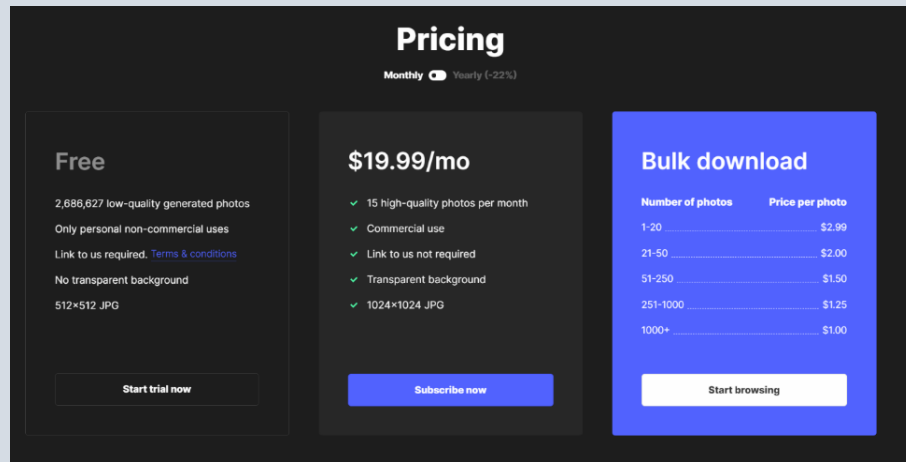 Pricing
Monthly Yearly (-22%)
Free
2,686,627 low-quality generated photos
Only personal non-commercial uses
Link to us required. Terms & conditions
No transparent background
512×512 JPG
Start trial now
$19.99/mo
15 high-quality photos per month
Commercial use
Link to us not required
Transparent background
1024×1024 JPG
Subscribe now
Bulk download
Number of photos Price per photo
1-20 $2.99
21-50 $2.00
51-250 $1.50
251-1000 $1.25
1000+ $1.00
Start browsing